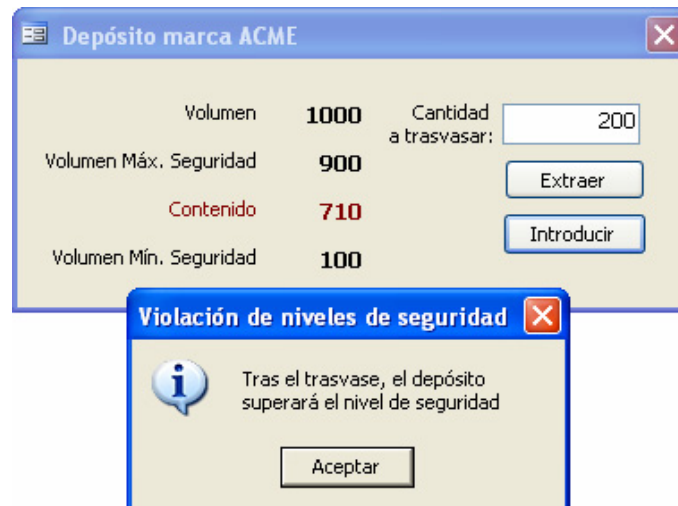 Depósito marca ACME
Volumen 1000
Cantidad a trasvasar: 200
Volumen Máx. Seguridad 900
Extraer
Contenido 710
Introducir
Volumen Mín. Seguridad 100
Violación de niveles de seguridad
Tras el trasvase, el depósito
superará el nivel de seguridad
Aceptar